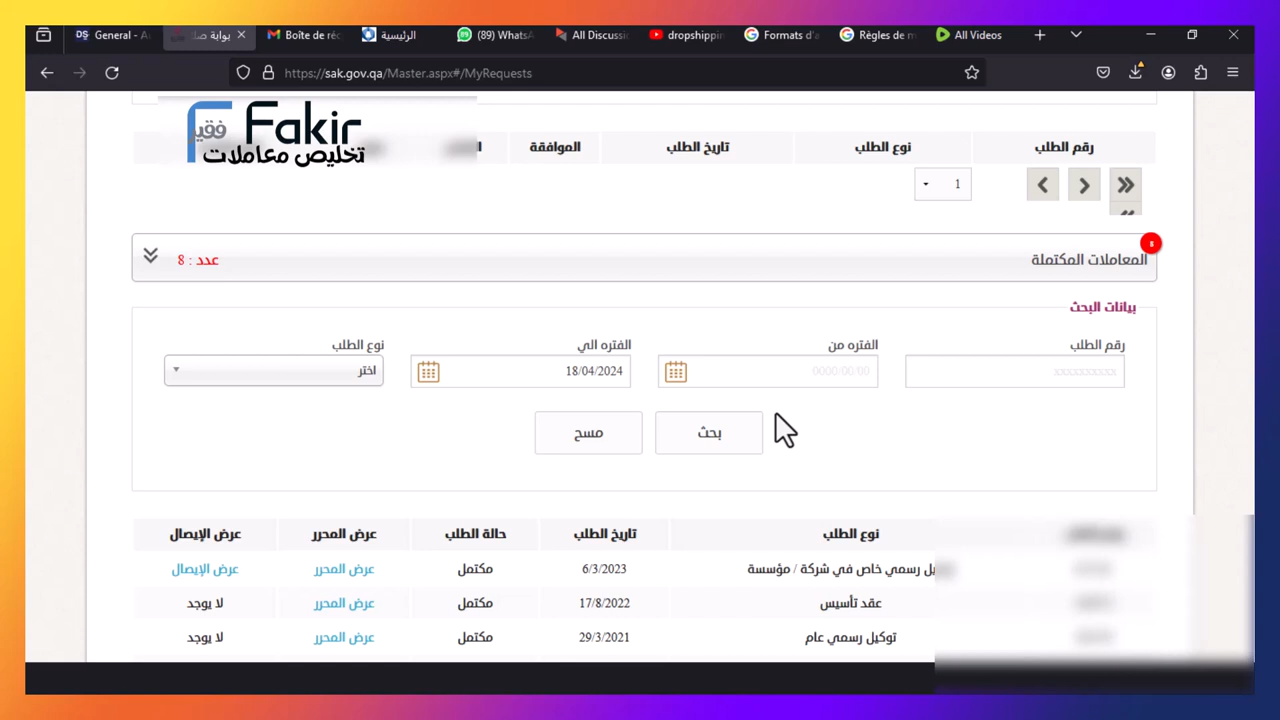 General - A
بوابة صك
Boîte de réc
الرئيسية
(89) WhatsA
All Discussi
dropshippin
Formats d'a
Règles de m
All Videos
https://sak.gov.qa/Master.aspx#/MyRequests
Fakir فقير
تخليص معاملات
رقم الطلب نوع الطلب تاريخ الطلب الموافقة
1
المعاملات المكتملة عدد : 8
بيانات البحث
رقم الطلب الفتره من الفتره الي نوع الطلب
xxxxxxxxxx 0000/00/00 18/04/2024 اختر
بحث مسح
نوع الطلب تاريخ الطلب حالة الطلب عرض المحرر عرض الإيصال
يل رسمي خاص في شركة / مؤسسة 6/3/2023 مكتمل عرض المحرر عرض الإيصال
عقد تأسيس 17/8/2022 مكتمل عرض المحرر لا يوجد
توكيل رسمي عام 29/3/2021 مكتمل عرض المحرر لا يوجد